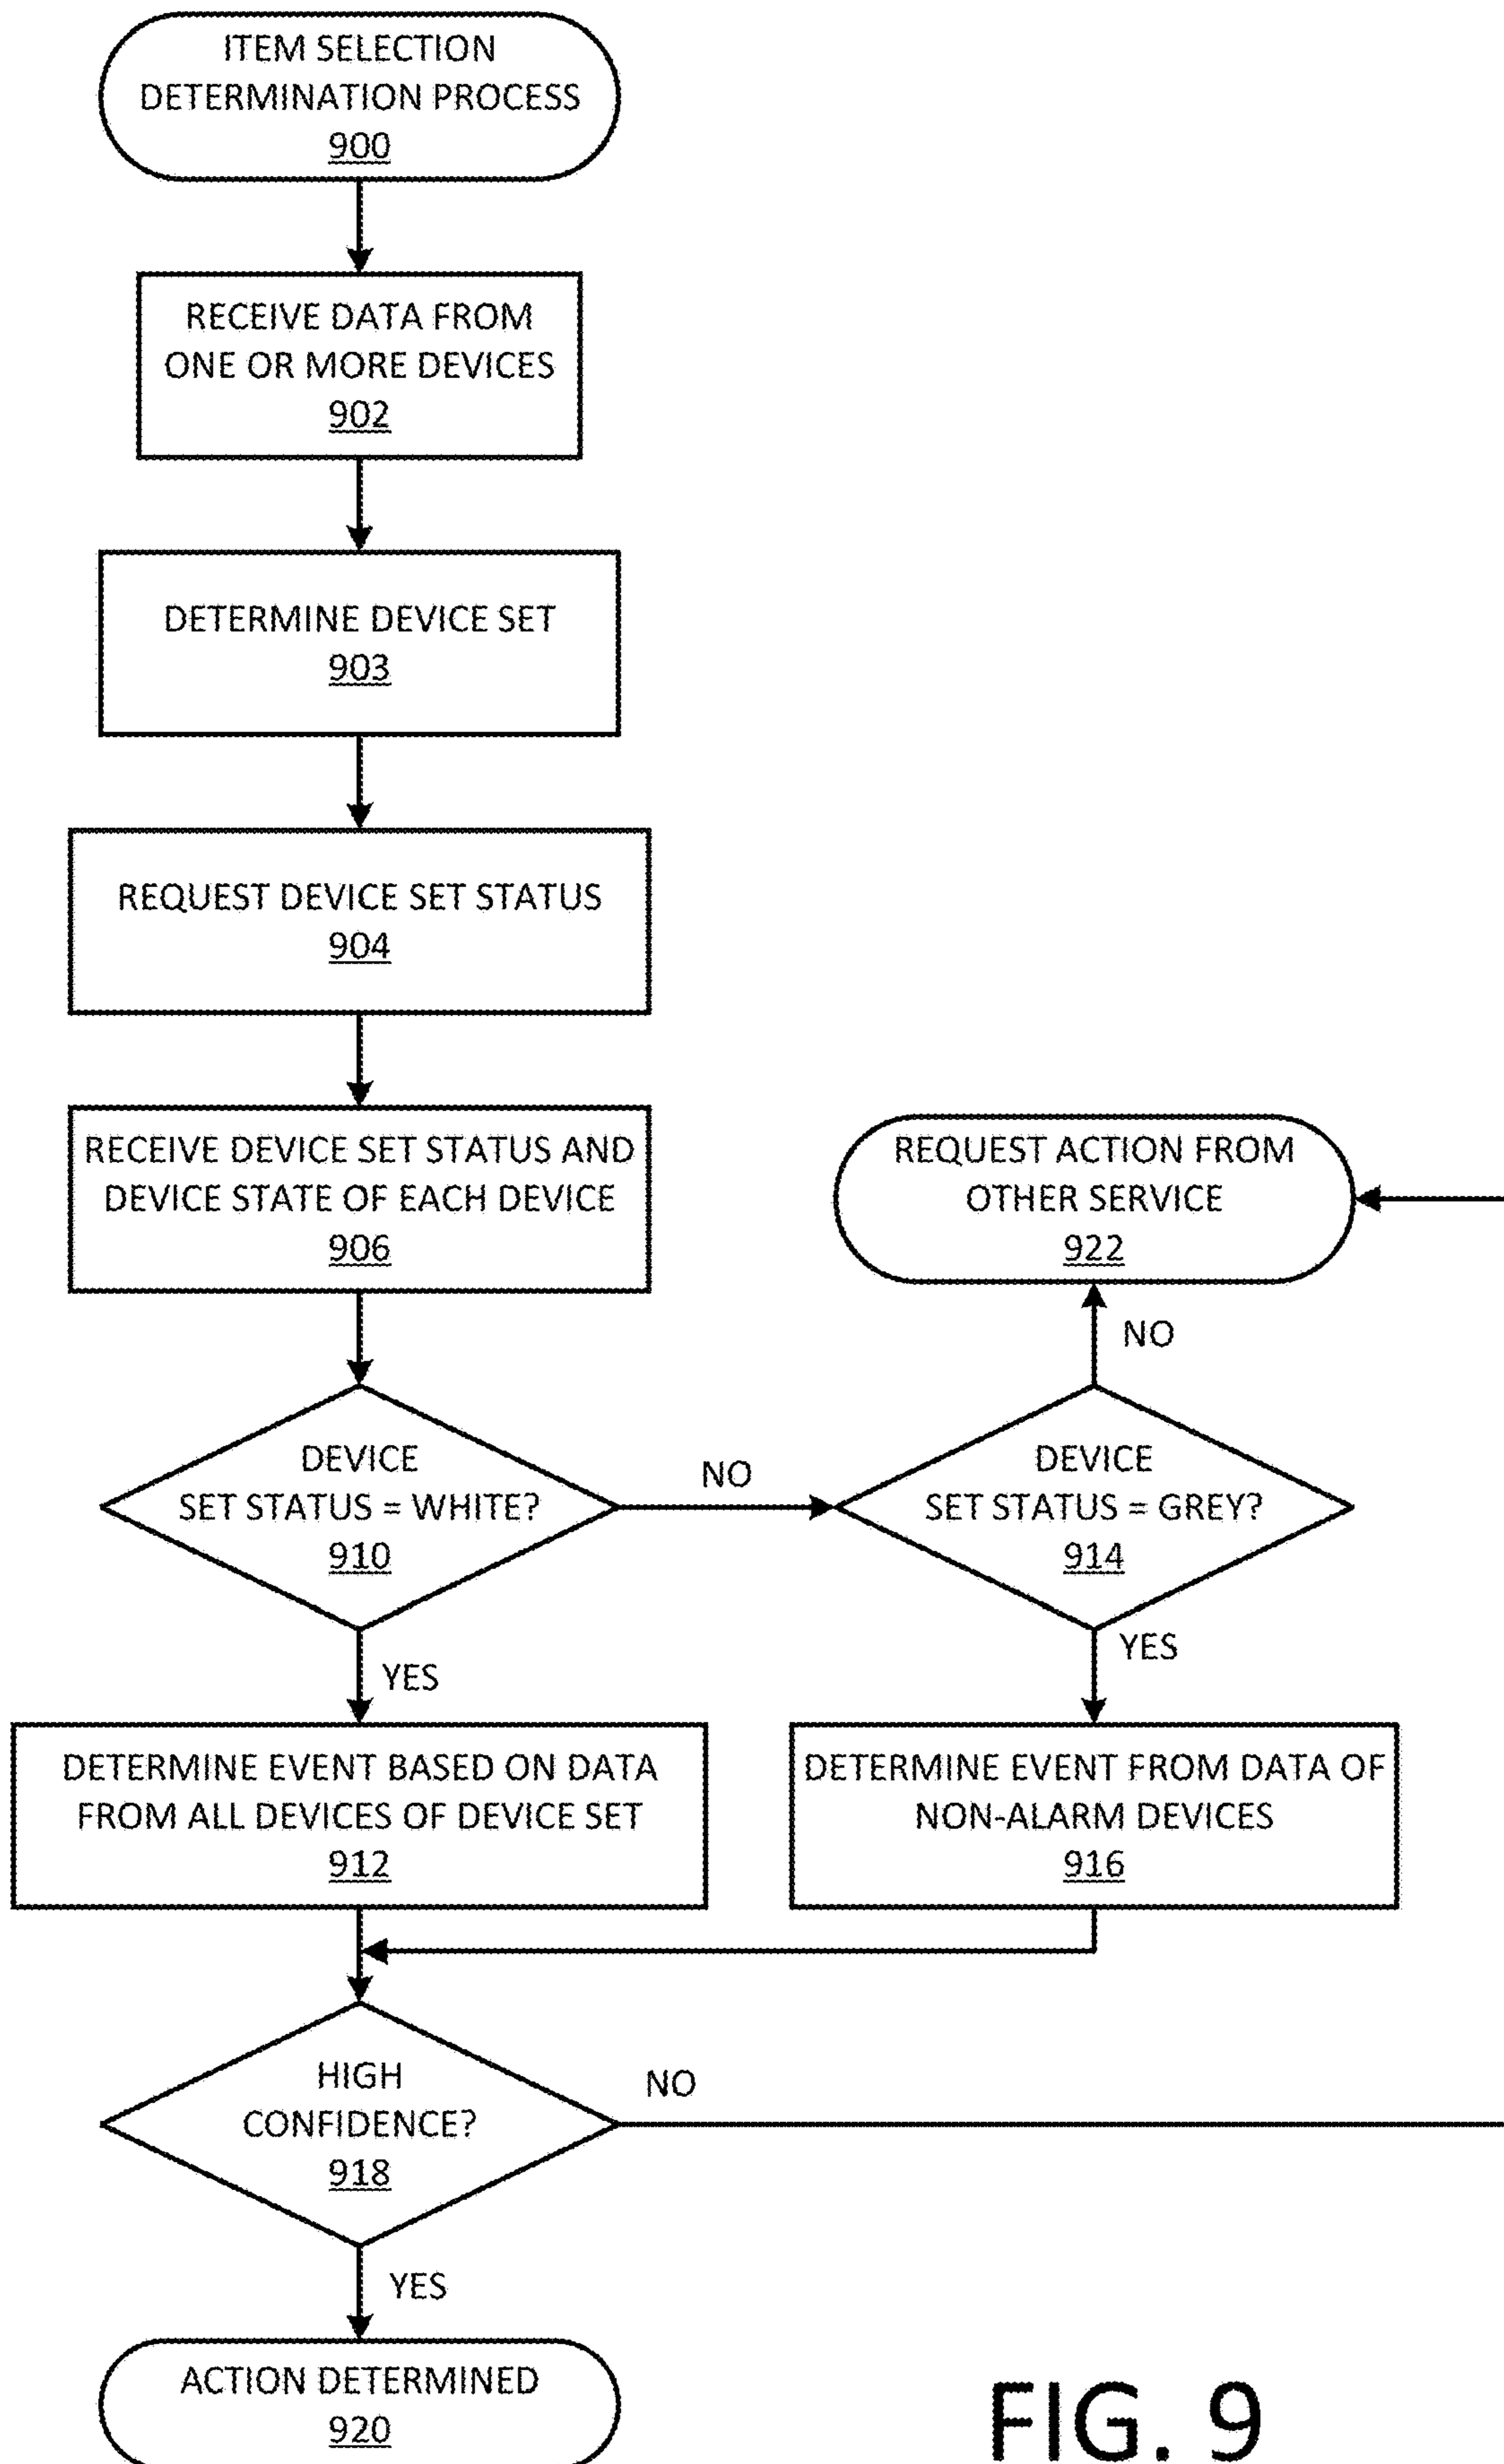 ITEM SELECTION
DETERMINATION PROCESS
900
RECEIVE DATA FROM
ONE OR MORE DEVICES
902
DETERMINE DEVICE SET
903
REQUEST DEVICE SET STATUS
904
RECEIVE DEVICE SET STATUS AND
DEVICE STATE OF EACH DEVICE
906
REQUEST ACTION FROM
OTHER SERVICE
922
NO
DEVICE
SET STATUS = WHITE?
910
NO
DEVICE
SET STATUS = GREY?
914
YES
YES
DETERMINE EVENT BASED ON DATA
FROM ALL DEVICES OF DEVICE SET
912
DETERMINE EVENT FROM DATA OF
NON-ALARM DEVICES
916
HIGH
CONFIDENCE?
918
NO
YES
ACTION DETERMINED
920
FIG. 9